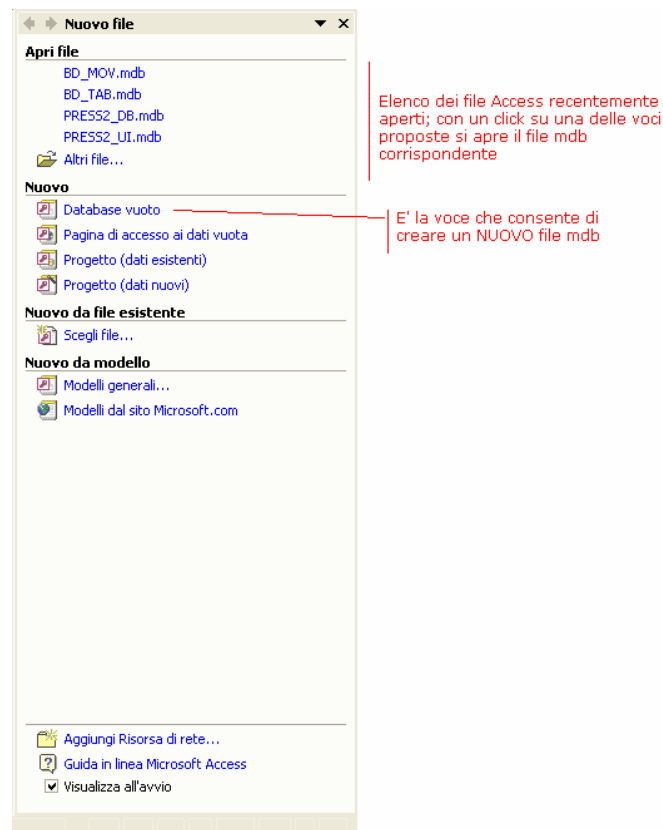 Nuovo file
Apri file
BD_MOV.mdb
BD_TAB.mdb
PRESS2_DB.mdb
PRESS2_UI.mdb
Altri file...
Elenco dei file Access recentemente
aperti; con un click su una delle voci
proposte si apre il file mdb
corrispondente
Nuovo
Database vuoto
Pagina di accesso ai dati vuota
Progetto (dati esistenti)
Progetto (dati nuovi)
E' la voce che consente di
creare un NUOVO file mdb
Nuovo da file esistente
Scegli file...
Nuovo da modello
Modelli generali...
Modelli dal sito Microsoft.com
Aggiungi Risorsa di rete...
Guida in linea Microsoft Access
Visualizza all'avvio